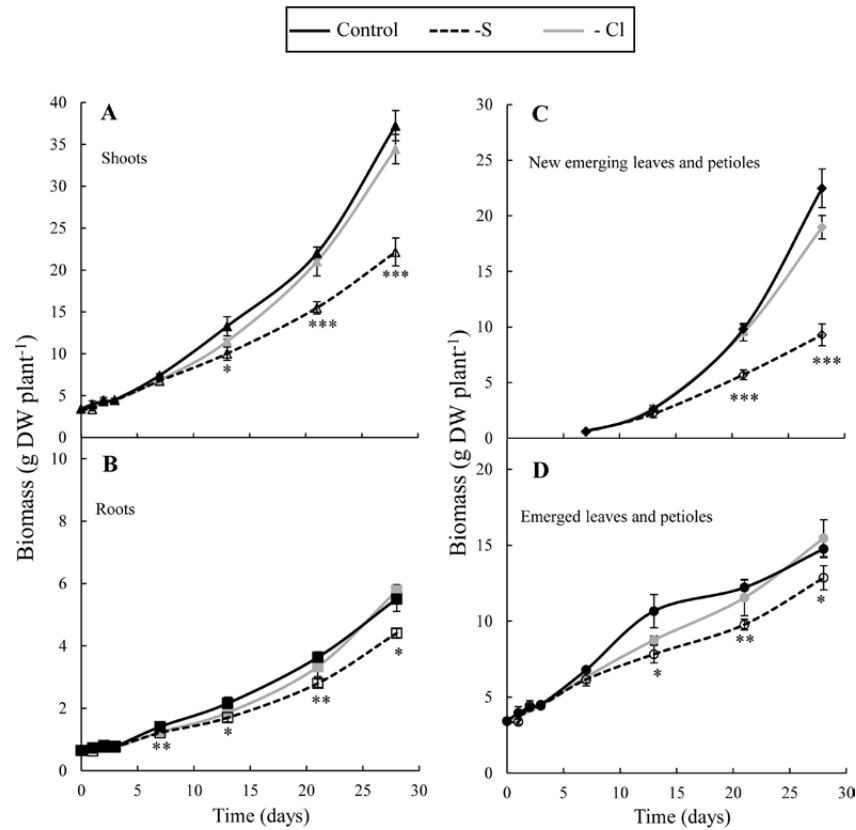 Control -S - Cl
A
Shoots
Biomass (g DW plant-1)
40
35
30
25
20
15
10
5
0
*
***
***
C
New emerging leaves and petioles
Biomass (g DW plant-1)
30
25
20
15
10
5
0
***
***
B
Roots
10
8
6
4
2
0
**
*
**
*
0 5 10 15 20 25 30
Time (days)
D
Emerged leaves and petioles
20
15
10
5
0
*
**
*
0 5 10 15 20 25 30
Time (days)